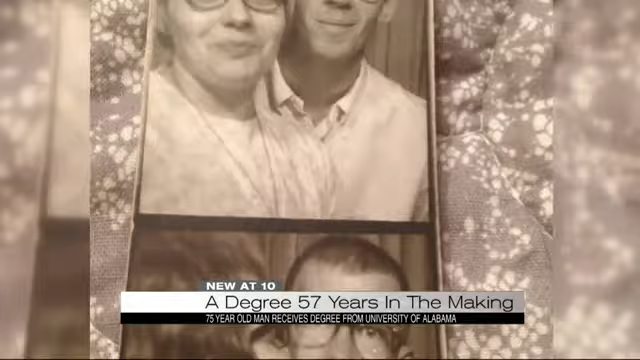 NEW AT 10
A Degree 57 Years In The Making
75 YEAR OLD MAN RECEIVES DEGREE FROM UNIVERSITY OF ALABAMA